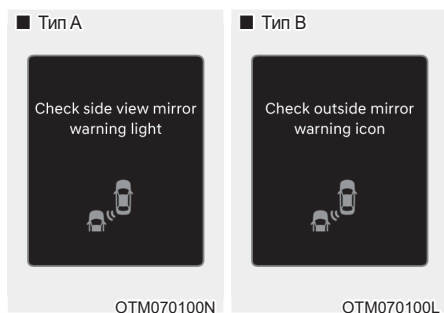 ■ Тип A
Check side view mirror
warning light
OTM070100N
■ Тип B
Check outside mirror
warning icon
OTM070100L